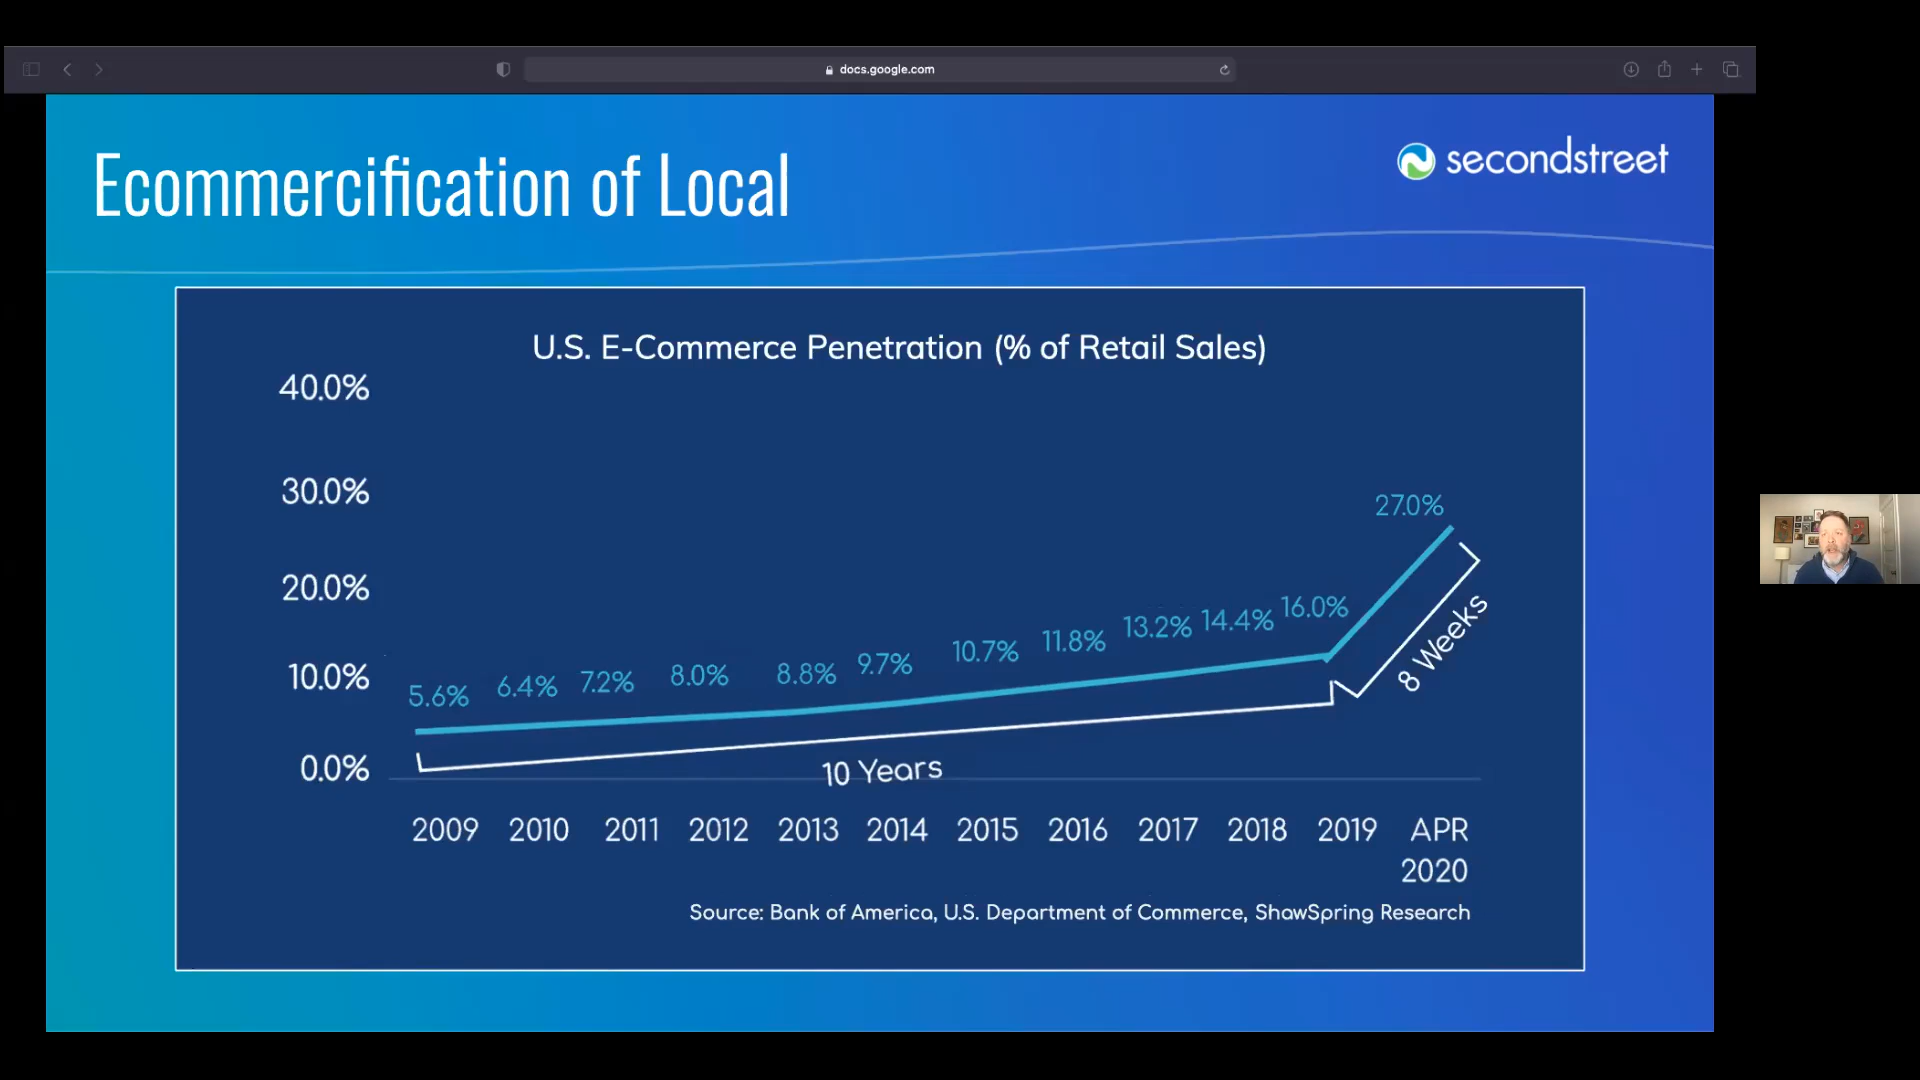 docs.google.com
Ecommercification of Local
secondstreet
U.S. E-Commerce Penetration (% of Retail Sales)
40.0%
30.0%
20.0%
10.0%
0.0%
5.6% 6.4% 7.2% 8.0% 8.8% 9.7% 10.7% 11.8% 13.2% 14.4% 16.0% 27.0%
10 Years
8 Weeks
2009 2010 2011 2012 2013 2014 2015 2016 2017 2018 2019 APR
2020
Source: Bank of America, U.S. Department of Commerce, ShawSpring Research